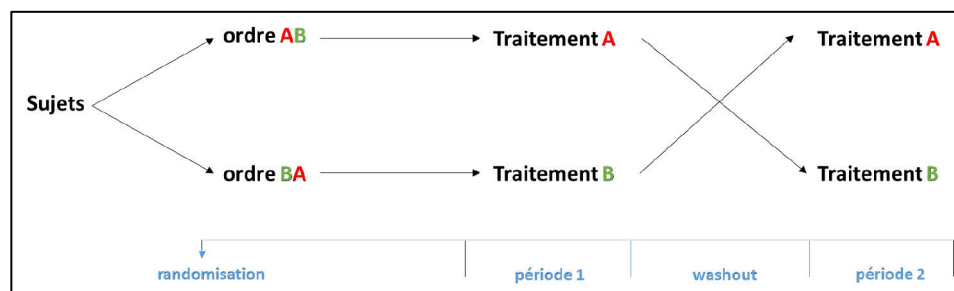 ordre AB
Traitement A
Traitement A
Sujets
ordre BA
Traitement B
Traitement B
randomisation
période 1
washout
période 2